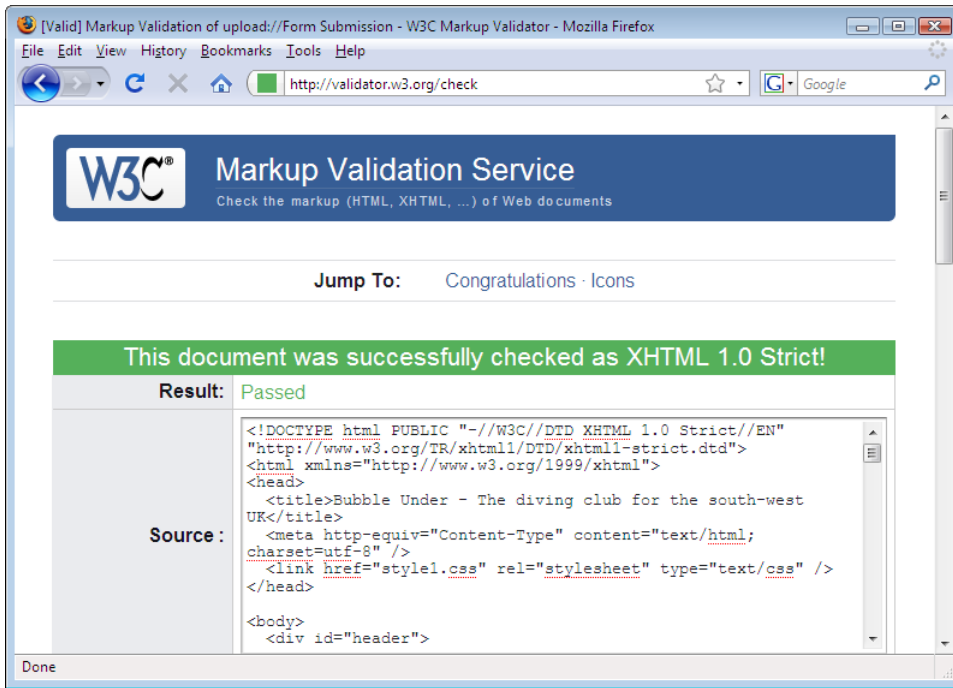 [Valid] Markup Validation of upload://Form Submission - W3C Markup Validator - Mozilla Firefox
File Edit View History Bookmarks Tools Help
http://validator.w3.org/check
G
Google
W3C®
Markup Validation Service
Check the markup (HTML, XHTML, …) of Web documents
Jump To: Congratulations · Icons
This document was successfully checked as XHTML 1.0 Strict!
Result: Passed
Source :
<!DOCTYPE html PUBLIC "-//W3C//DTD XHTML 1.0 Strict//EN"
"http://www.w3.org/TR/xhtml1/DTD/xhtml1-strict.dtd">
<html xmlns="http://www.w3.org/1999/xhtml">
<head>
  <title>Bubble Under - The diving club for the south-west
UK</title>
  <meta http-equiv="Content-Type" content="text/html;
charset=utf-8" />
  <link href="style1.css" rel="stylesheet" type="text/css" />
</head>
<body>
  <div id="header">
Done